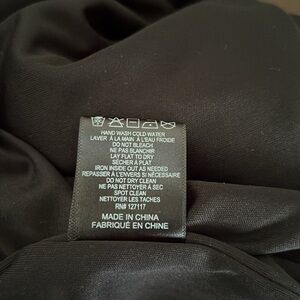 HAND WASH COLD WATER
LAVER À LA MAIN À L'EAU FROIDE
DO NOT BLEACH
NE PAS BLANCHIR
LAY FLAT TO DRY
SÉCHER À PLAT
IRON INSIDE OUT AS NEEDED
REPASSER À L'ENVERS SI NÉCESSAIRE
DO NOT DRY CLEAN
NE PAS NETTOYER À SEC
SPOT CLEAN
NETTOYER LES TACHES
RN# 127117
MADE IN CHINA
FABRIQUÉ EN CHINE